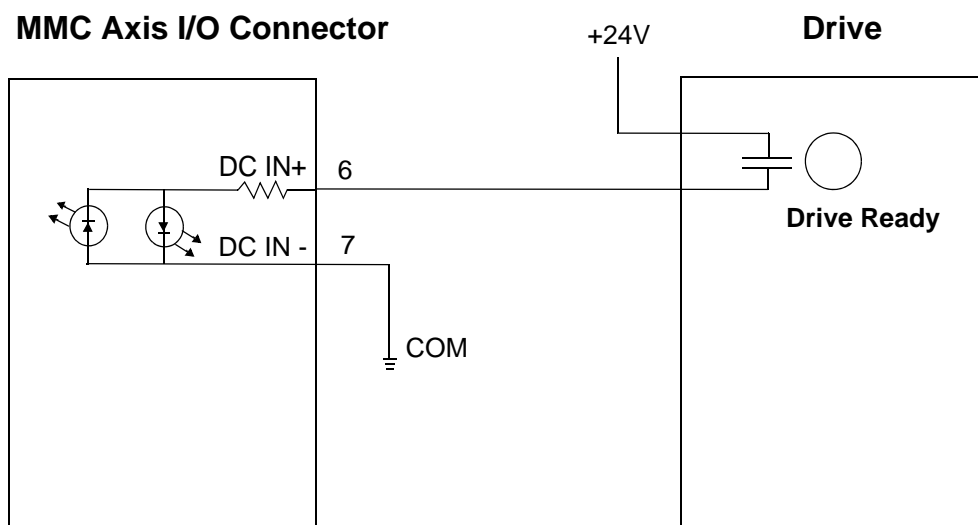 MMC Axis I/O Connector
+24V
Drive
DC IN+
6
Drive Ready
DC IN -
7
COM